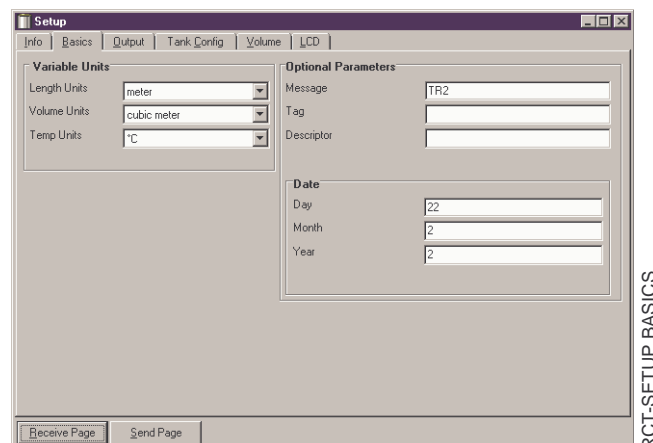 Setup
Info Basics Output Tank Config Volume LCD
Variable Units
Length Units meter
Volume Units cubic meter
Temp Units °C
Optional Parameters
Message TR2
Tag
Descriptor
Date
Day 22
Month 2
Year 2
Receive Page Send Page
RCT-SETUP BASICS